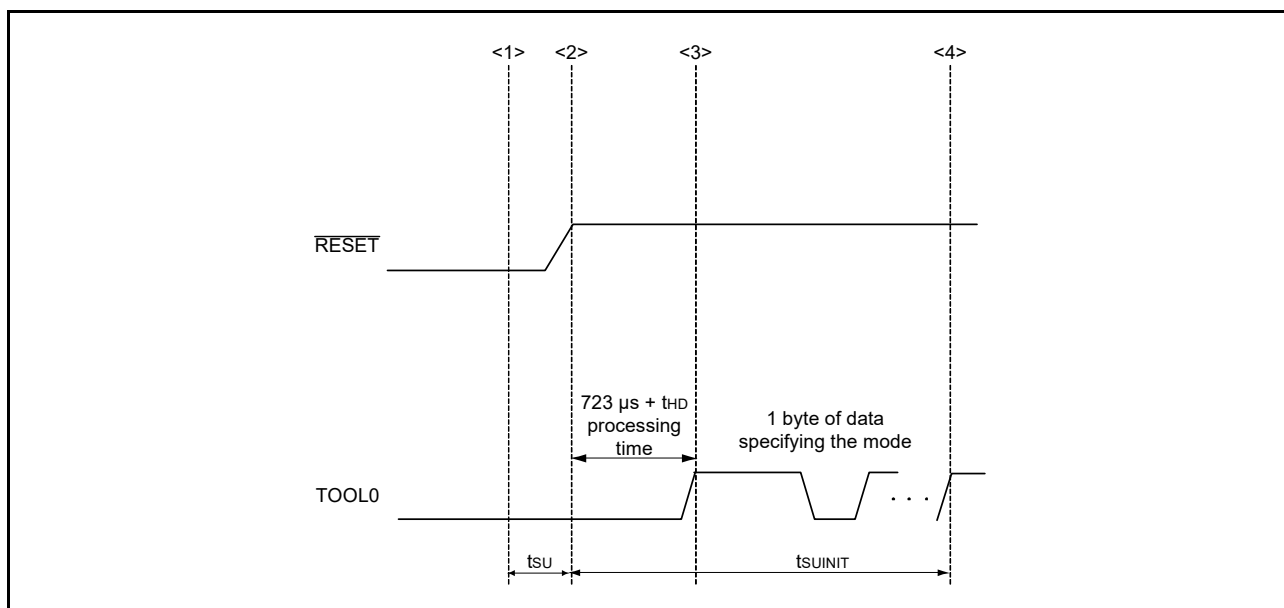 <1> <2> <3> <4>
RESET
723 µs + tHD
processing
time
1 byte of data
specifying the mode
TOOL0
. . .
tSU
tSUINIT